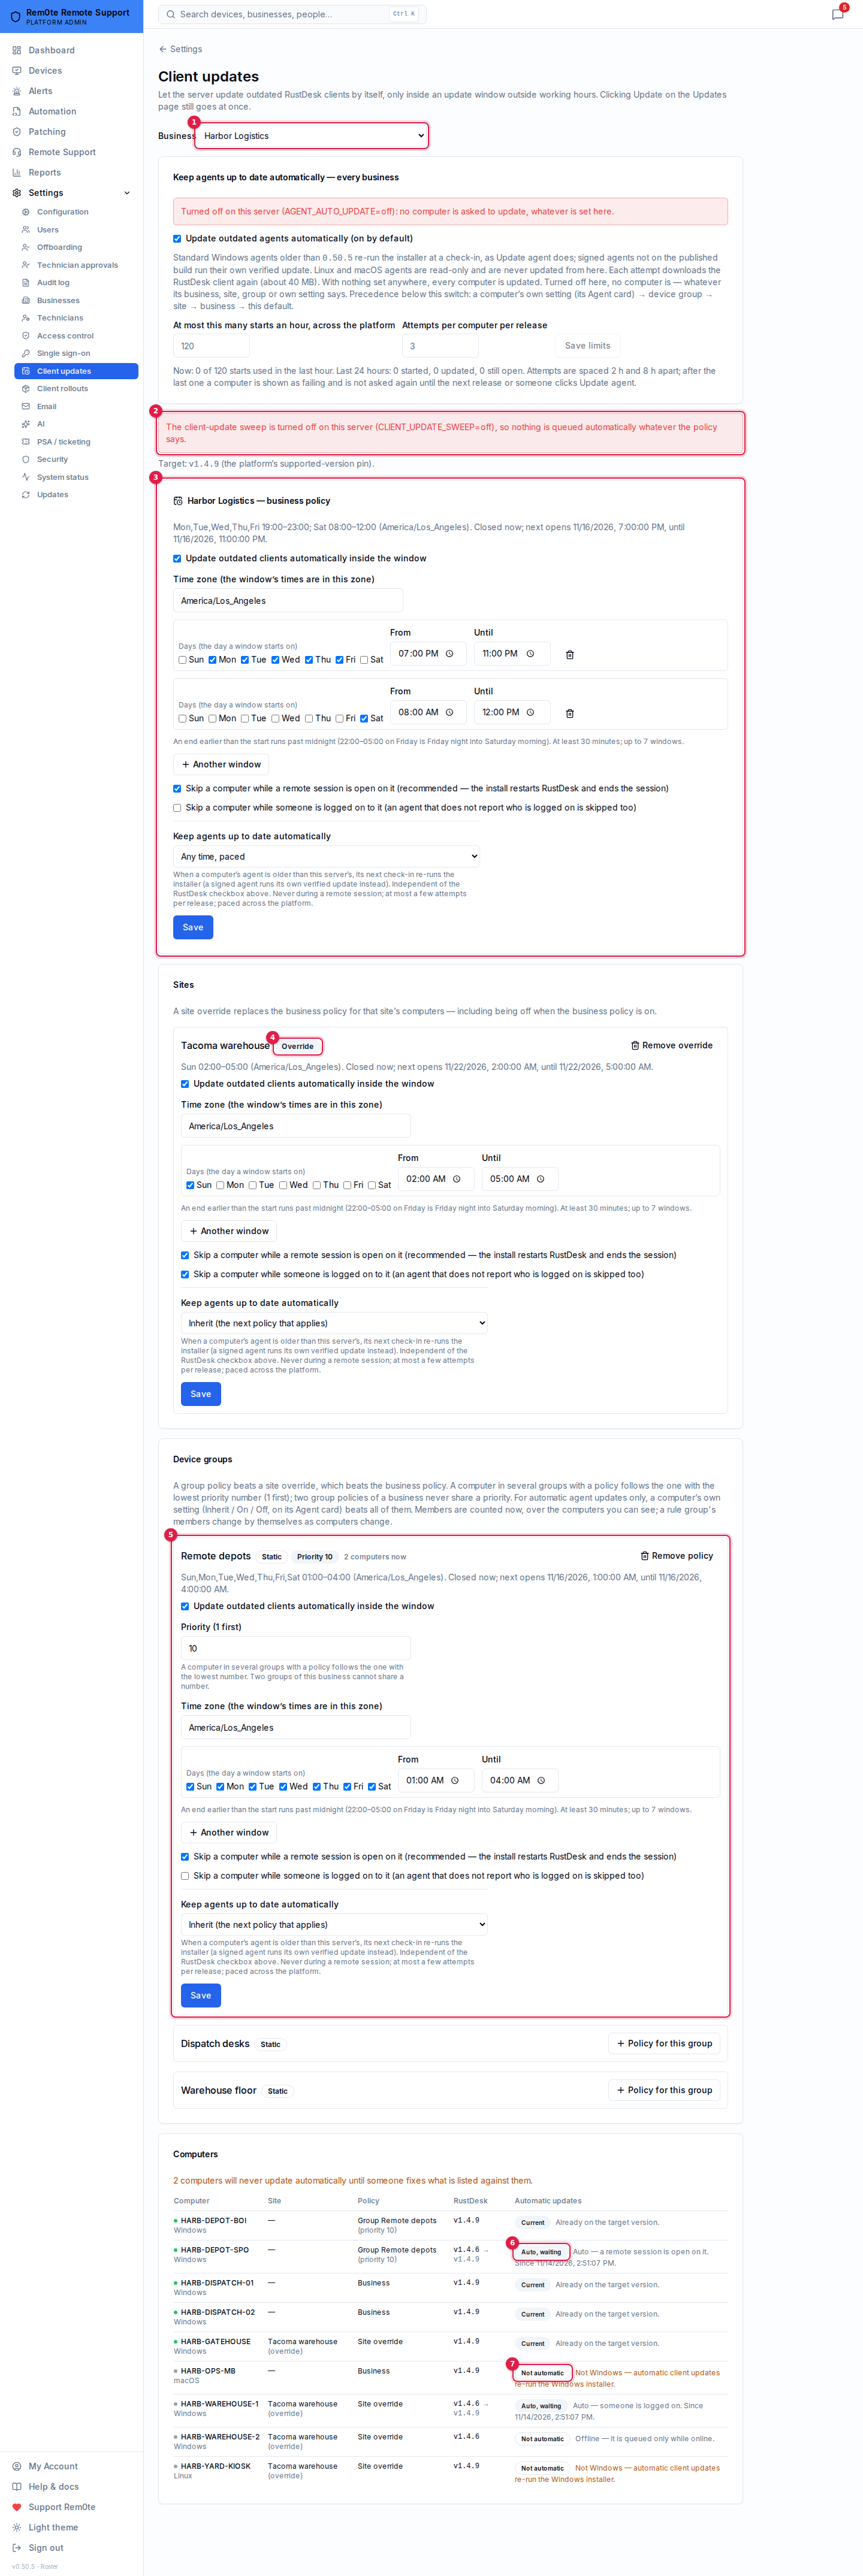 Rem0te Remote Support
PLATFORM ADMIN
Search devices, businesses, people…
Ctrl K
5
Dashboard
Devices
Alerts
Automation
Patching
Remote Support
Reports
Settings
Configuration
Users
Offboarding
Technician approvals
Audit log
Businesses
Technicians
Access control
Single sign-on
Client updates
Client rollouts
Email
AI
PSA / ticketing
Security
System status
Updates
My Account
Help & docs
Support Rem0te
Light theme
Sign out
v0.50.5 · Roster
Settings
Client updates
Let the server update outdated RustDesk clients by itself, only inside an update window outside working hours. Clicking Update on the Updates
page still goes at once.
1
Business
Harbor Logistics
Keep agents up to date automatically — every business
Turned off on this server (AGENT_AUTO_UPDATE=off): no computer is asked to update, whatever is set here.
Update outdated agents automatically (on by default)
Standard Windows agents older than 0.50.5 re-run the installer at a check-in, as Update agent does; signed agents not on the published
build run their own verified update. Linux and macOS agents are read-only and are never updated from here. Each attempt downloads the
RustDesk client again (about 40 MB). With nothing set anywhere, every computer is updated. Turned off here, no computer is — whatever
its business, site, group or own setting says. Precedence below this switch: a computer's own setting (its Agent card) → device group →
site → business → this default.
At most this many starts an hour, across the platform
Attempts per computer per release
120
3
Save limits
Now: 0 of 120 starts used in the last hour. Last 24 hours: 0 started, 0 updated, 0 still open. Attempts are spaced 2 h and 8 h apart; after the
last one a computer is shown as failing and is not asked again until the next release or someone clicks Update agent.
2
The client-update sweep is turned off on this server (CLIENT_UPDATE_SWEEP=off), so nothing is queued automatically whatever the policy
says.
Target: v1.4.9 (the platform's supported-version pin).
3
Harbor Logistics — business policy
Mon,Tue,Wed,Thu,Fri 19:00–23:00; Sat 08:00–12:00 (America/Los_Angeles). Closed now; next opens 11/16/2026, 7:00:00 PM, until
11/16/2026, 11:00:00 PM.
Update outdated clients automatically inside the window
Time zone (the window's times are in this zone)
America/Los_Angeles
From
Until
Days (the day a window starts on)
Sun Mon Tue Wed Thu Fri Sat
07:00 PM
11:00 PM
From
Until
Days (the day a window starts on)
Sun Mon Tue Wed Thu Fri Sat
08:00 AM
12:00 PM
An end earlier than the start runs past midnight (22:00–05:00 on Friday is Friday night into Saturday morning). At least 30 minutes; up to 7 windows.
Another window
Skip a computer while a remote session is open on it (recommended — the install restarts RustDesk and ends the session)
Skip a computer while someone is logged on to it (an agent that does not report who is logged on is skipped too)
Keep agents up to date automatically
Any time, paced
When a computer's agent is older than this server's, its next check-in re-runs the
installer (a signed agent runs its own verified update instead). Independent of the
RustDesk checkbox above. Never during a remote session; at most a few attempts
per release; paced across the platform.
Save
Sites
A site override replaces the business policy for that site's computers — including being off when the business policy is on.
4
Tacoma warehouse
Override
Remove override
Sun 02:00–05:00 (America/Los_Angeles). Closed now; next opens 11/22/2026, 2:00:00 AM, until 11/22/2026, 5:00:00 AM.
Update outdated clients automatically inside the window
Time zone (the window's times are in this zone)
America/Los_Angeles
From
Until
Days (the day a window starts on)
Sun Mon Tue Wed Thu Fri Sat
02:00 AM
05:00 AM
An end earlier than the start runs past midnight (22:00–05:00 on Friday is Friday night into Saturday morning). At least 30 minutes; up to 7 windows.
Another window
Skip a computer while a remote session is open on it (recommended — the install restarts RustDesk and ends the session)
Skip a computer while someone is logged on to it (an agent that does not report who is logged on is skipped too)
Keep agents up to date automatically
Inherit (the next policy that applies)
When a computer's agent is older than this server's, its next check-in re-runs the
installer (a signed agent runs its own verified update instead). Independent of the
RustDesk checkbox above. Never during a remote session; at most a few attempts
per release; paced across the platform.
Save
Device groups
A group policy beats a site override, which beats the business policy. A computer in several groups with a policy follows the one with the
lowest priority number (1 first); two group policies of a business never share a priority. For automatic agent updates only, a computer's own
setting (Inherit / On / Off, on its Agent card) beats all of them. Members are counted now, over the computers you can see; a rule group's
members change by themselves as computers change.
5
Remote depots
Static
Priority 10
2 computers now
Remove policy
Sun,Mon,Tue,Wed,Thu,Fri,Sat 01:00–04:00 (America/Los_Angeles). Closed now; next opens 11/16/2026, 1:00:00 AM, until 11/16/2026,
4:00:00 AM.
Update outdated clients automatically inside the window
Priority (1 first)
10
A computer in several groups with a policy follows the one with
the lowest number. Two groups of this business cannot share a
number.
Time zone (the window's times are in this zone)
America/Los_Angeles
From
Until
Days (the day a window starts on)
Sun Mon Tue Wed Thu Fri Sat
01:00 AM
04:00 AM
An end earlier than the start runs past midnight (22:00–05:00 on Friday is Friday night into Saturday morning). At least 30 minutes; up to 7 windows.
Another window
Skip a computer while a remote session is open on it (recommended — the install restarts RustDesk and ends the session)
Skip a computer while someone is logged on to it (an agent that does not report who is logged on is skipped too)
Keep agents up to date automatically
Inherit (the next policy that applies)
When a computer's agent is older than this server's, its next check-in re-runs the
installer (a signed agent runs its own verified update instead). Independent of the
RustDesk checkbox above. Never during a remote session; at most a few attempts
per release; paced across the platform.
Save
Dispatch desks
Static
Policy for this group
Warehouse floor
Static
Policy for this group
Computers
2 computers will never update automatically until someone fixes what is listed against them.
Computer Site Policy RustDesk Automatic updates
HARB-DEPOT-BOI — Group Remote depots v1.4.9 Current Already on the target version.
Windows (priority 10)
6
HARB-DEPOT-SPO — Group Remote depots v1.4.6 → Auto, waiting Auto — a remote session is open on it.
Windows (priority 10) v1.4.9 Since 11/14/2026, 2:51:07 PM.
HARB-DISPATCH-01 — Business v1.4.9 Current Already on the target version.
Windows
HARB-DISPATCH-02 — Business v1.4.9 Current Already on the target version.
Windows
HARB-GATEHOUSE Tacoma warehouse Site override v1.4.9 Current Already on the target version.
Windows (override)
7
HARB-OPS-MB — Business v1.4.9 Not automatic Not Windows — automatic client updates
macOS re-run the Windows installer.
HARB-WAREHOUSE-1 Tacoma warehouse Site override v1.4.6 → Auto, waiting Auto — someone is logged on. Since
Windows (override) v1.4.9 11/14/2026, 2:51:07 PM.
HARB-WAREHOUSE-2 Tacoma warehouse Site override v1.4.6 Not automatic Offline — it is queued only while online.
Windows (override)
HARB-YARD-KIOSK Tacoma warehouse Site override v1.4.9 Not automatic Not Windows — automatic client updates
Linux (override) re-run the Windows installer.